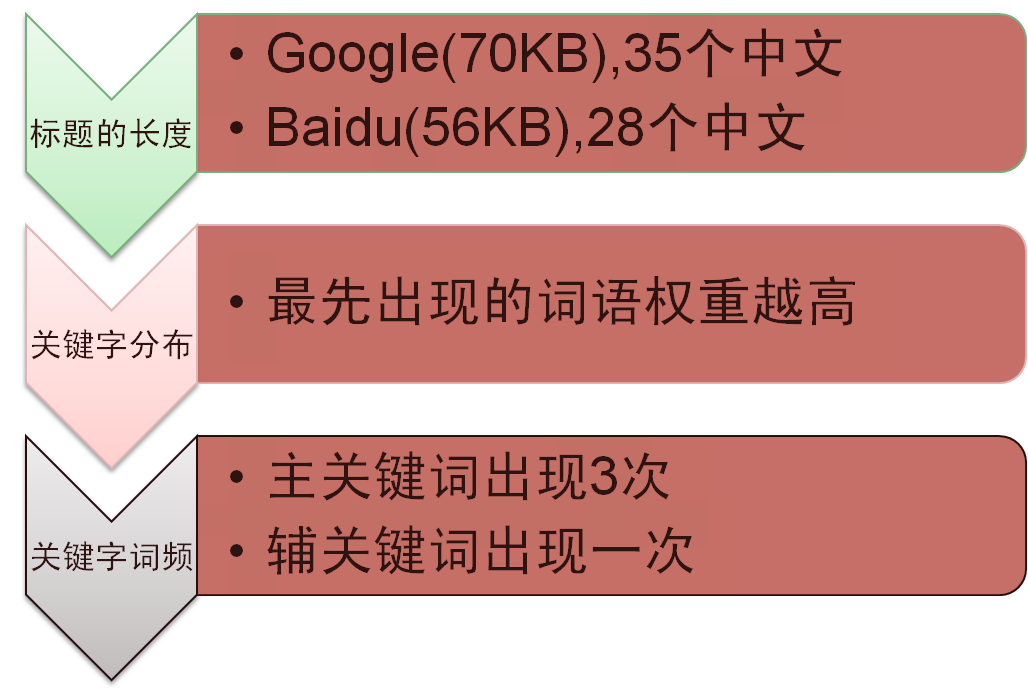 标题的长度
• Google(70KB),35个中文
• Baidu(56KB),28个中文
关键字分布
• 最先出现的词语权重越高
关键字词频
• 主关键词出现3次
• 辅关键词出现一次